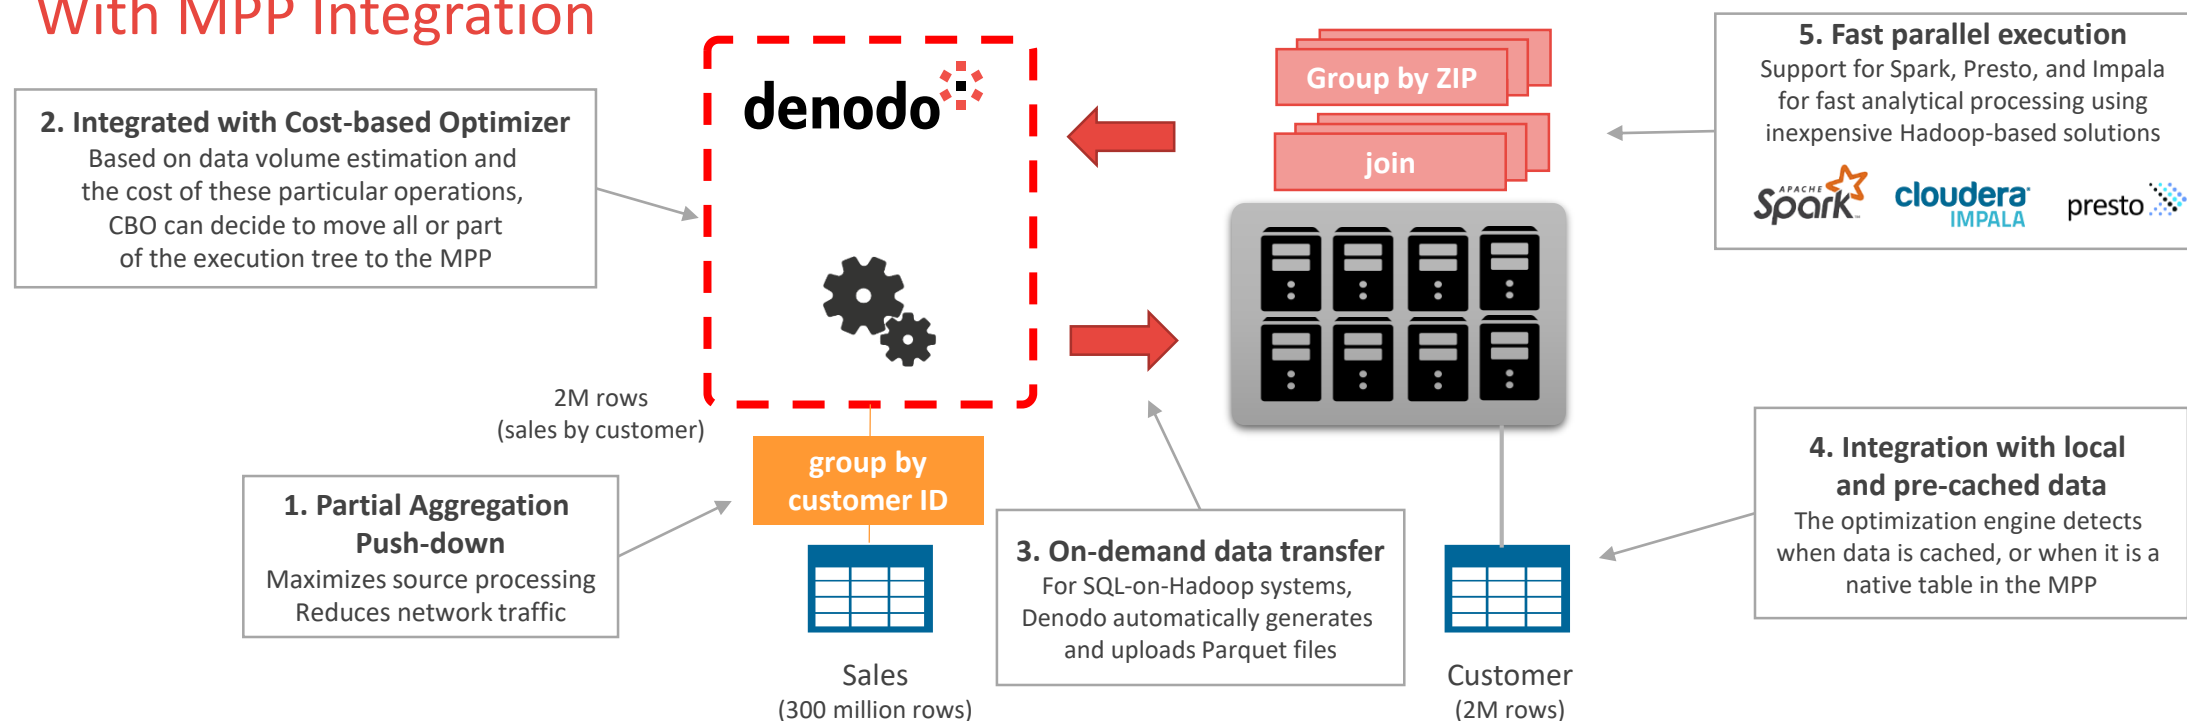 With MPP Integration
2. Integrated with Cost-based Optimizer
Based on data volume estimation and
the cost of these particular operations,
CBO can decide to move all or part
of the execution tree to the MPP
denodo
Group by ZIP
join
5. Fast parallel execution
Support for Spark, Presto, and Impala
for fast analytical processing using
inexpensive Hadoop-based solutions
APACHE
Spark
cloudera
IMPALA
presto
2M rows
(sales by customer)
group by
customer ID
1. Partial Aggregation
Push-down
Maximizes source processing
Reduces network traffic
3. On-demand data transfer
For SQL-on-Hadoop systems,
Denodo automatically generates
and uploads Parquet files
4. Integration with local
and pre-cached data
The optimization engine detects
when data is cached, or when it is a
native table in the MPP
Sales
(300 million rows)
Customer
(2M rows)